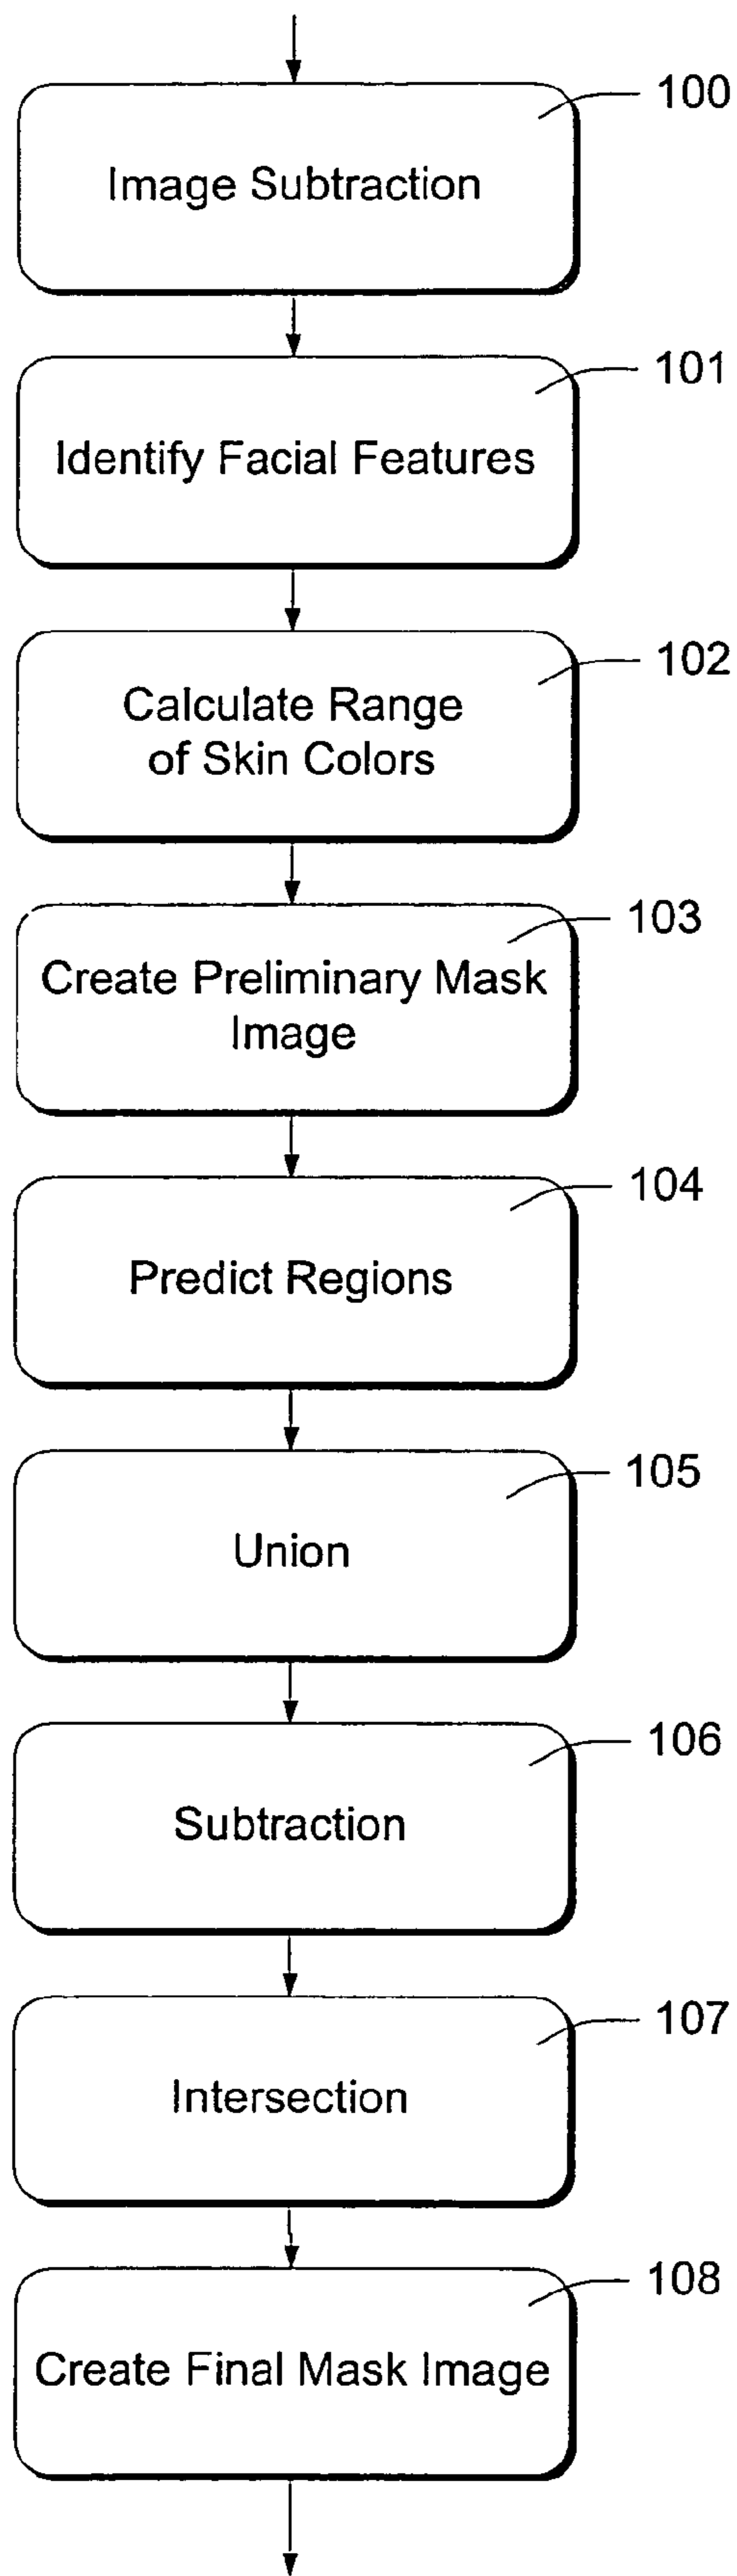 100
Image Subtraction
101
Identify Facial Features
102
Calculate Range
of Skin Colors
103
Create Preliminary Mask
Image
104
Predict Regions
105
Union
106
Subtraction
107
Intersection
108
Create Final Mask Image